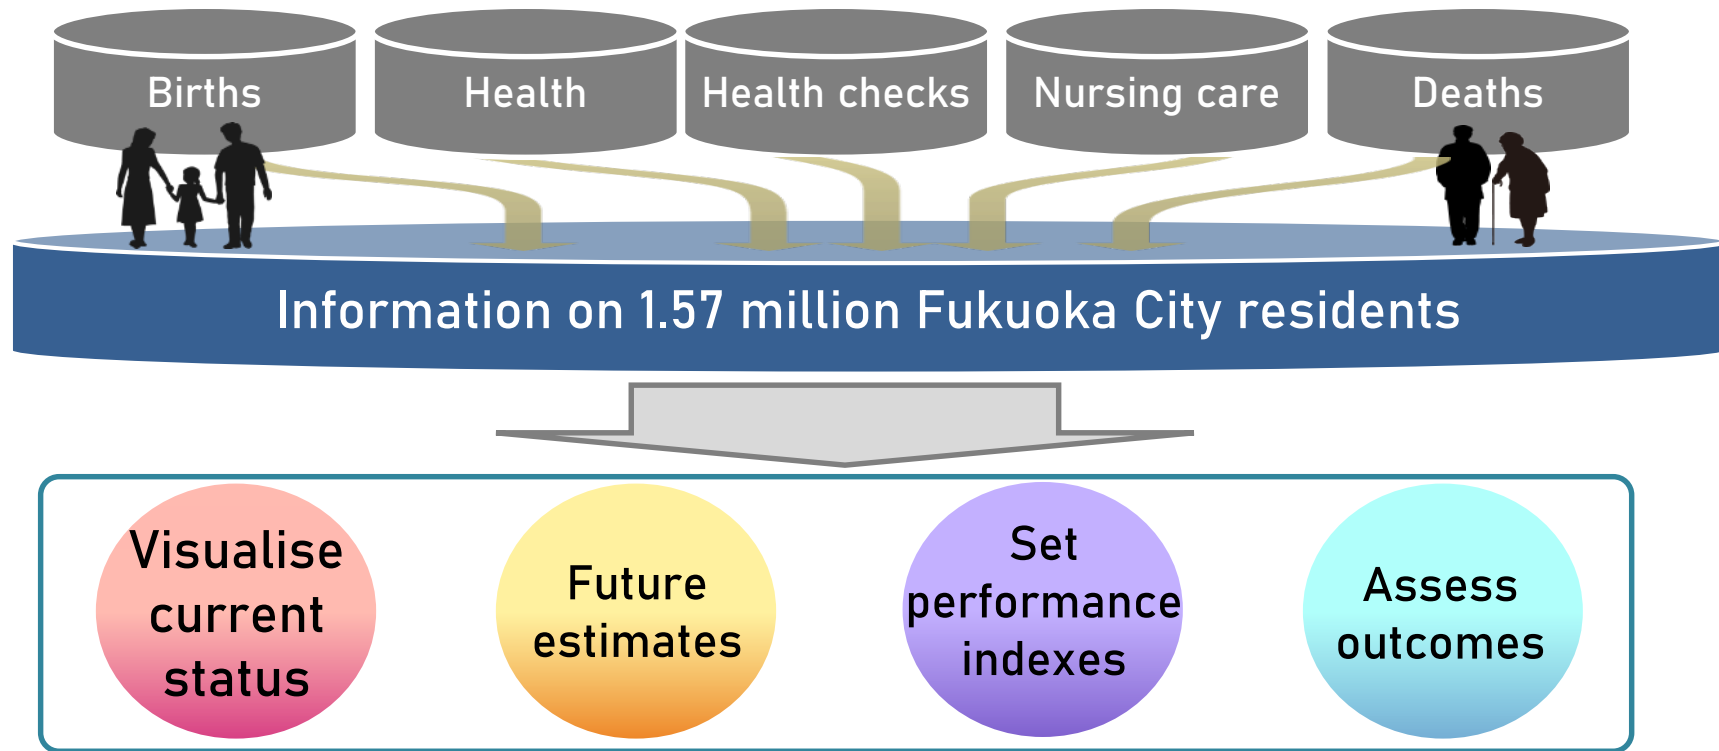 Births
Health
Health checks
Nursing care
Deaths
Information on 1.57 million Fukuoka City residents
Visualise
current
status
Future
estimates
Set
performance
indexes
Assess
outcomes